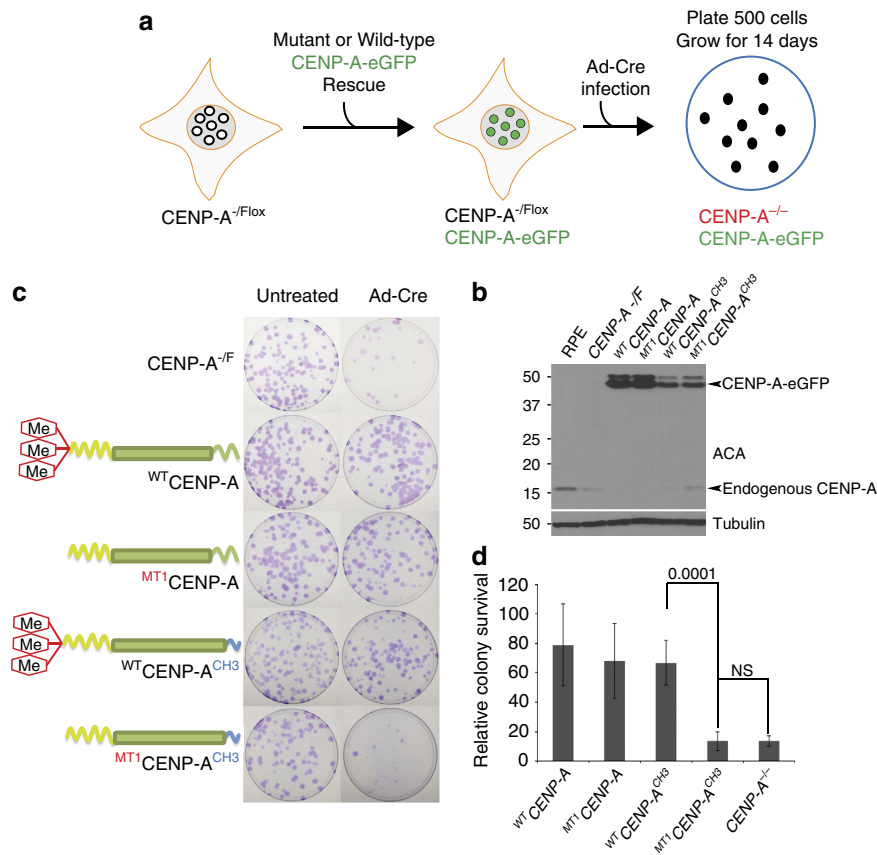 a
Mutant or Wild-type
CENP-A-eGFP
Rescue
Ad-Cre
infection
Plate 500 cells
Grow for 14 days
CENP-A-/Flox
CENP-A-/Flox
CENP-A-eGFP
CENP-A–/–
CENP-A-eGFP
c
Untreated
Ad-Cre
CENP-A-/F
Me
Me
Me
WTCENP-A
MT1CENP-A
Me
Me
Me
WTCENP-ACH3
MT1CENP-ACH3
b
RPE
CENP-A -/F
WTCENP-A
MT1CENP-A
WTCENP-ACH3
MT1CENP-ACH3
50
37
25
20
15
50
CENP-A-eGFP
ACA
Endogenous CENP-A
Tubulin
d
Relative colony survival
120
100
80
60
40
20
0
0.0001
NS
WTCENP-A
MT1CENP-A
WTCENP-ACH3
MT1CENP-ACH3
CENP-A–/–